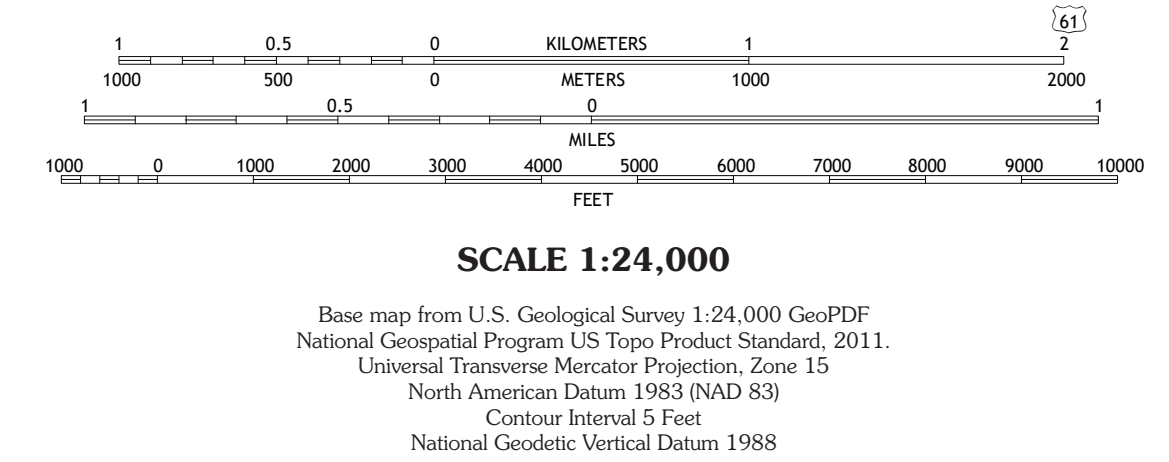 61
1 0.5 0 KILOMETERS 1 2
1000 500 0 METERS 1000 2000
1 0.5 0 1
MILES
1000 0 1000 2000 3000 4000 5000 6000 7000 8000 9000 10000
FEET
SCALE 1:24,000
Base map from U.S. Geological Survey 1:24,000 GeoPDF
National Geospatial Program US Topo Product Standard, 2011.
Universal Transverse Mercator Projection, Zone 15
North American Datum 1983 (NAD 83)
Contour Interval 5 Feet
National Geodetic Vertical Datum 1988